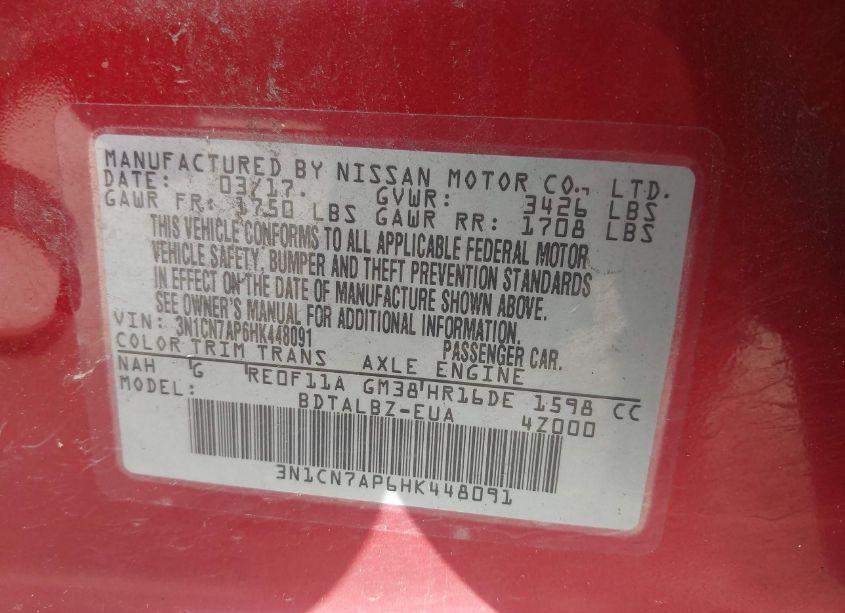 MANUFACTURED BY NISSAN MOTOR CO., LTD.
DATE: 03/17. GVWR: 3426 LBS
GAWR FR: 1750 LBS GAWR RR: 1708 LBS
THIS VEHICLE CONFORMS TO ALL APPLICABLE FEDERAL MOTOR
VEHICLE SAFETY, BUMPER AND THEFT PREVENTION STANDARDS
IN EFFECT ON THE DATE OF MANUFACTURE SHOWN ABOVE.
SEE OWNER'S MANUAL FOR ADDITIONAL INFORMATION.
VIN: 3N1CN7AP6HK448091 PASSENGER CAR.
COLOR TRIM TRANS AXLE ENGINE
NAH G RE0F11A GM38 HR16DE 1598 CC
MODEL: BDTALBZ-EUA 4Z000
3N1CN7AP6HK448091